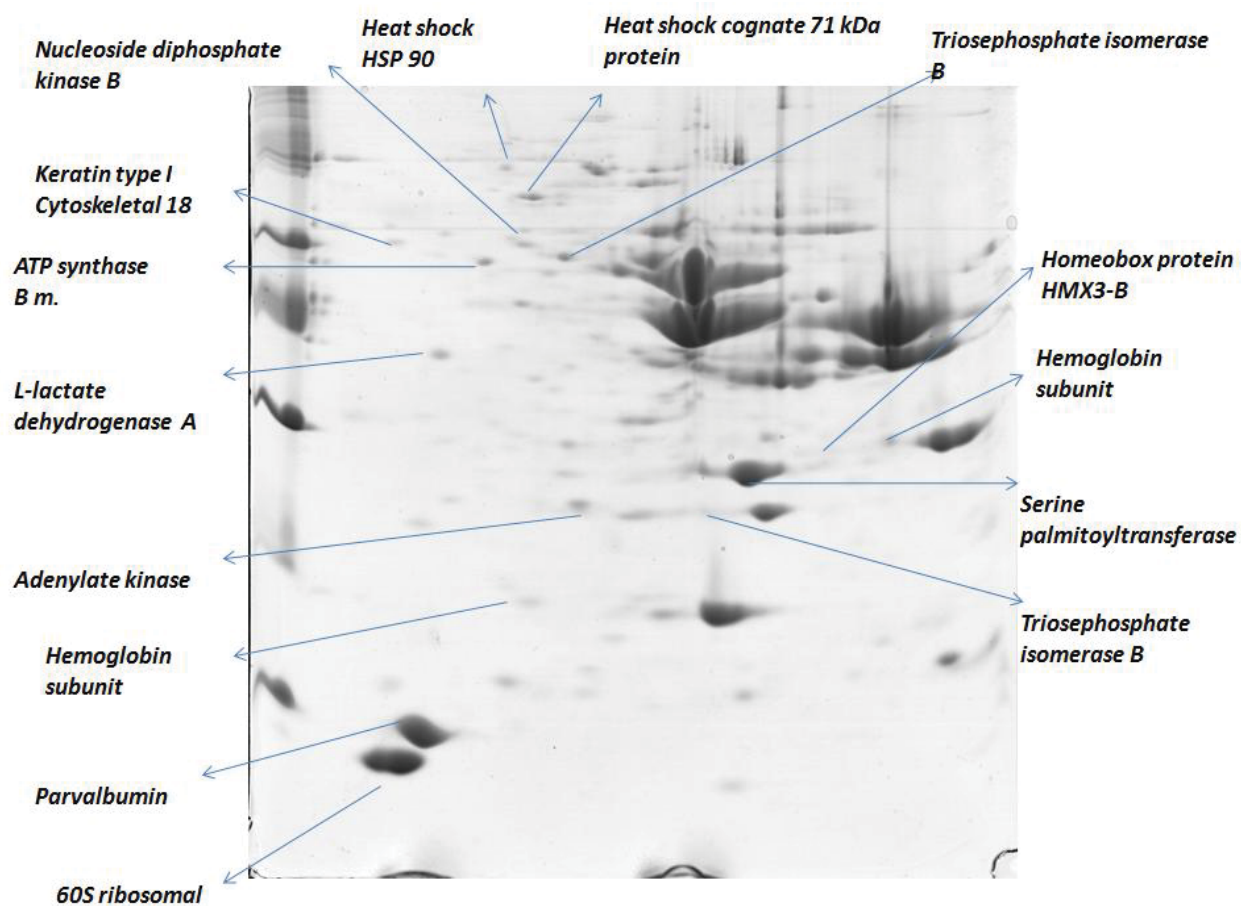 Nucleoside diphosphate
kinase B
Heat shock
HSP 90
Heat shock cognate 71 kDa
protein
Triosephosphate isomerase
B
Keratin type I
Cytoskeletal 18
ATP synthase
B m.
L-lactate
dehydrogenase A
Adenylate kinase
Hemoglobin
subunit
Parvalbumin
60S ribosomal
Homeobox protein
HMX3-B
Hemoglobin
subunit
Serine
palmitoyltransferase
Triosephosphate
isomerase B